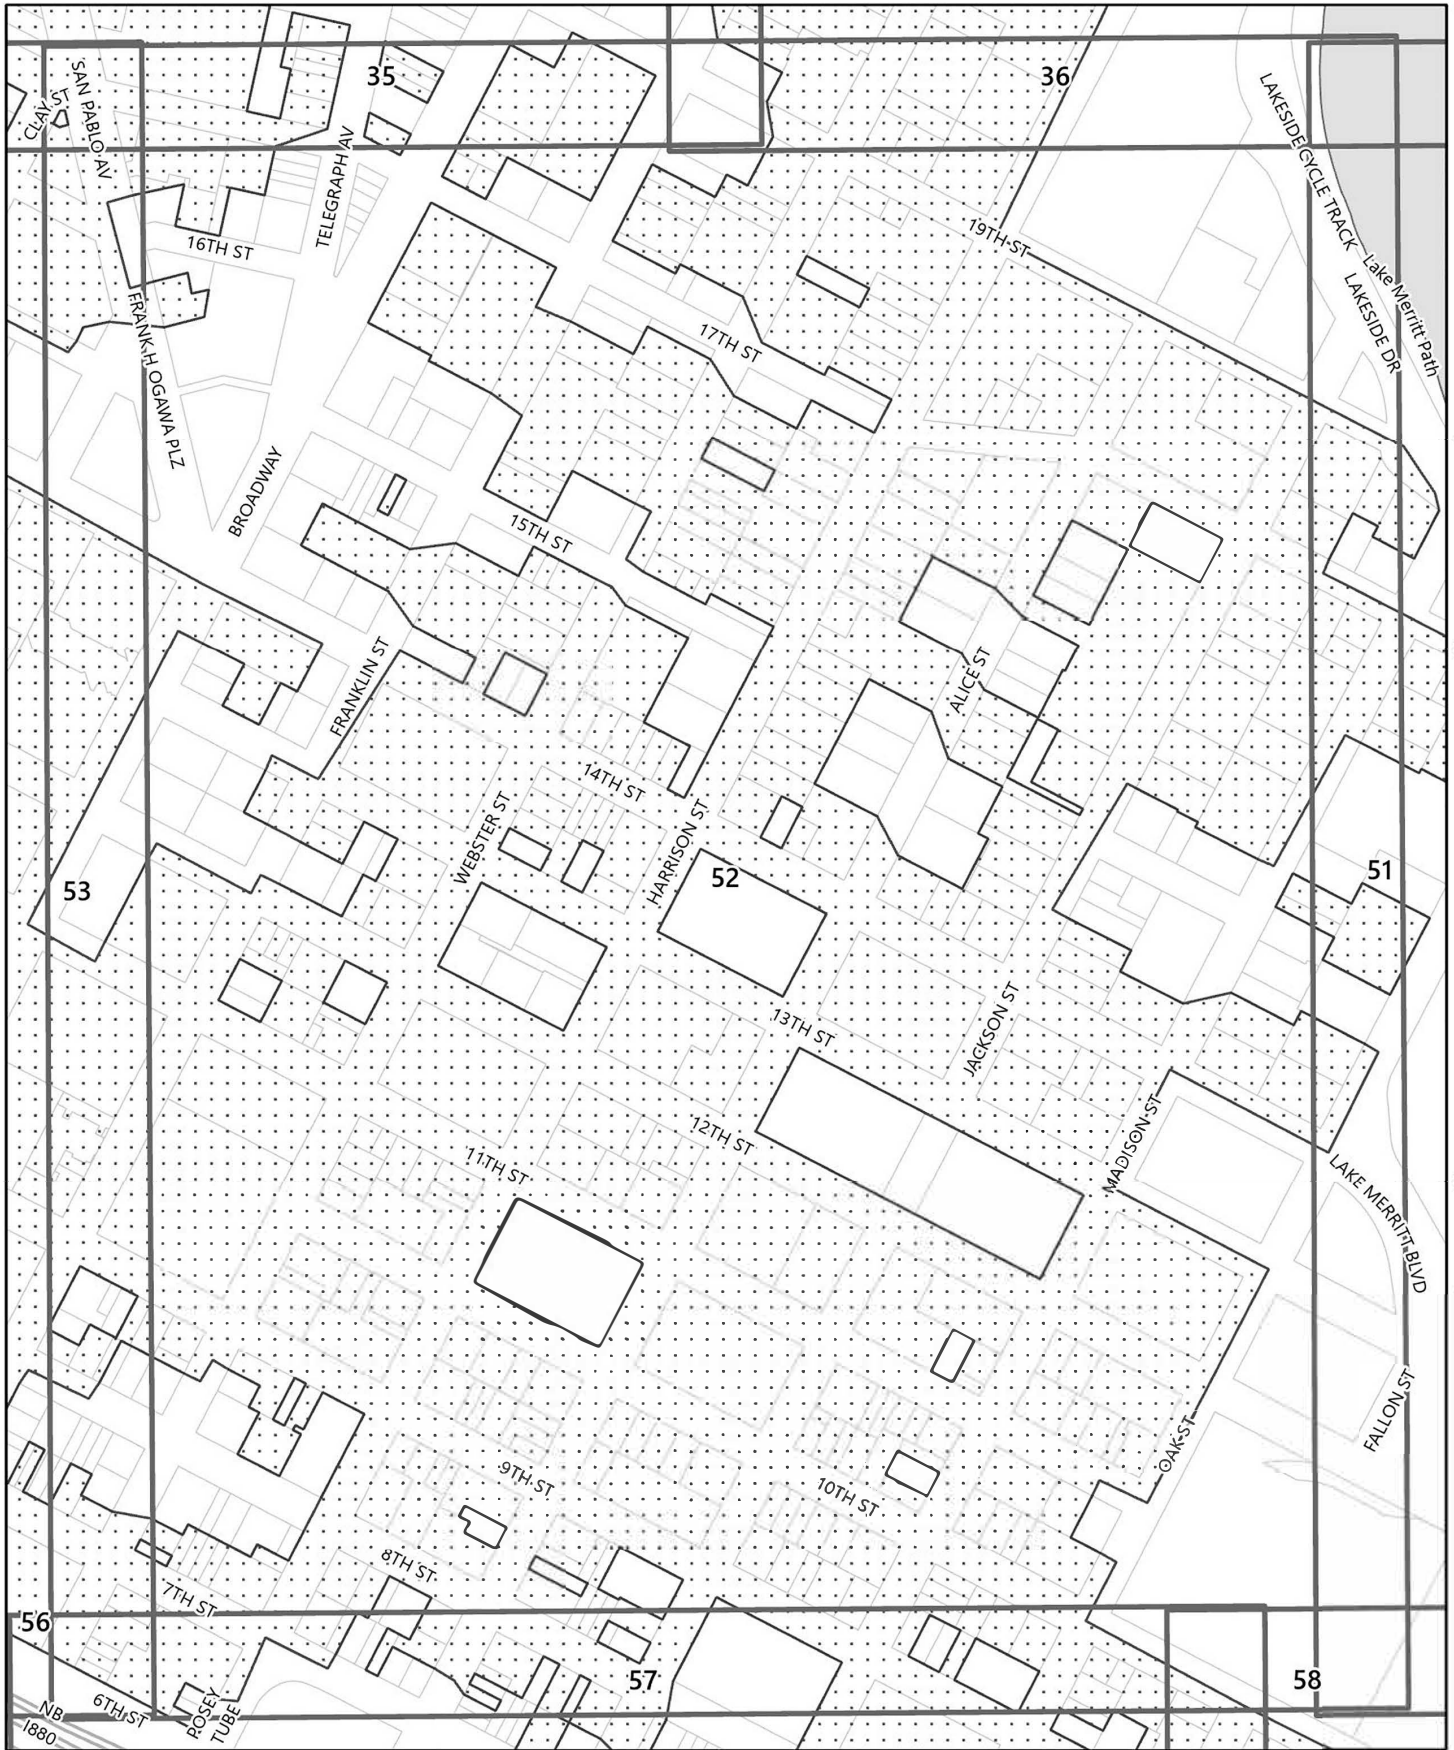 35
36
CLAY ST
SAN PABLO AV
TELEGRAPH AV
LAKESIDE CYCLE TRACK
16TH ST
19TH ST
Lake Merritt Path
LAKESIDE DR
FRANK H OGAWA PLZ
17TH ST
BROADWAY
15TH ST
FRANKLIN ST
ALICE ST
14TH ST
WEBSTER ST
HARRISON ST
52
51
53
13TH ST
JACKSON ST
12TH ST
MADISON ST
11TH ST
LAKE MERRITT BLVD
FALLON ST
OAK ST
9TH ST
10TH ST
8TH ST
7TH ST
56
57
58
6TH ST
POSEY
TUBE
NB
I880